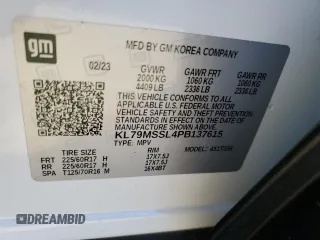 gm
MFD BY GM KOREA COMPANY
02/23 GVWR GAWR FRT GAWR RR
2000 KG 1060 KG 1060 KG
4409 LB 2336 LB 2336 LB
THIS VEHICLE CONFORMS TO ALL APPLICABLE
U.S. FEDERAL MOTOR VEHICLE SAFETY, BUMPER,
AND THEFT PREVENTION STANDARDS IN EFFECT ON
THE DATE OF MANUFACTURE SHOWN ABOVE.
KL79MSSL4PB137615
TYPE: MPV MODEL:
TIRE SIZE RIM
FRT 225/60R17 H 17X7.5J
RR 225/60R17 H 17X7.5J
SPA T125/70R16 M 16X4BT